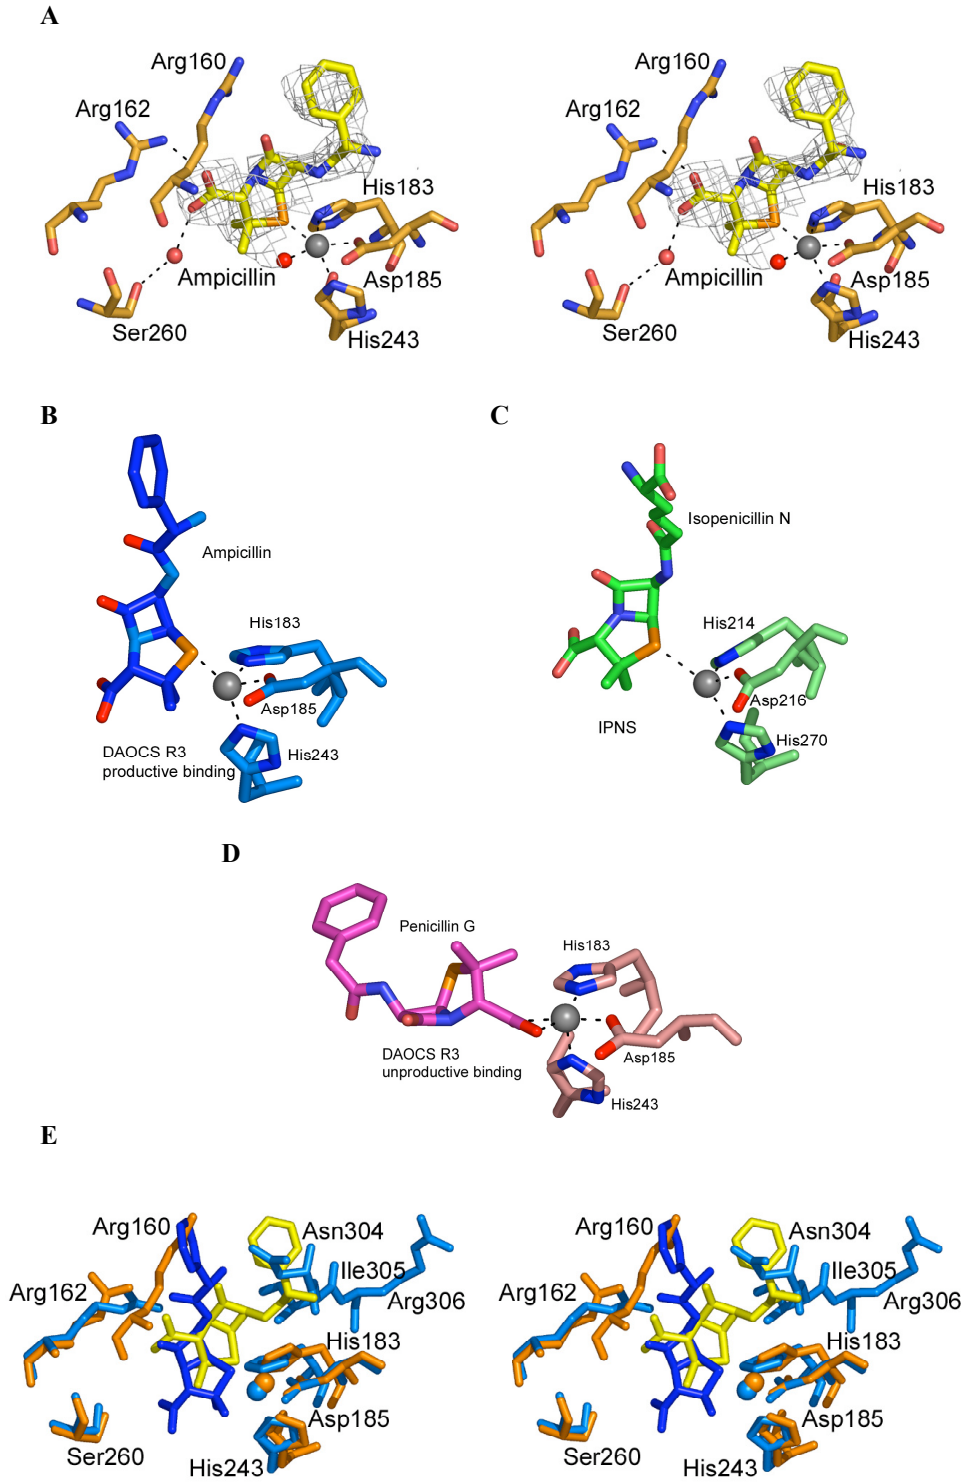 A
Arg160
Arg162
His183
Ampicillin
Asp185
Ser260
His243
Arg160
Arg162
His183
Ampicillin
Asp185
Ser260
His243
B
Ampicillin
His183
Asp185
DAOCS R3
productive binding
His243
C
Isopenicillin N
His214
Asp216
IPNS
His270
D
Penicillin G
His183
DAOCS R3
unproductive binding
Asp185
His243
E
Arg160
Asn304
Ile305
Arg162
Arg306
His183
Asp185
Ser260
His243
Arg160
Asn304
Ile305
Arg162
Arg306
His183
Asp185
Ser260
His243